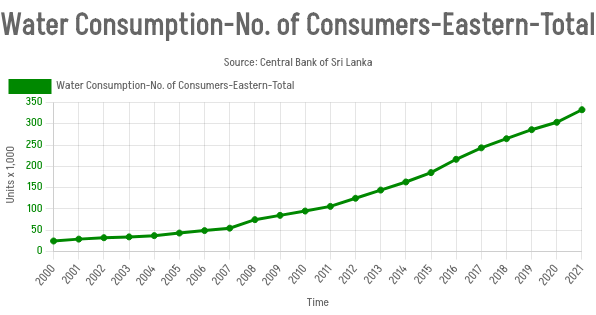 Water Consumption-No. of Consumers-Eastern-Total
Source: Central Bank of Sri Lanka
Water Consumption-No. of Consumers-Eastern-Total
Units x 1,000
350
300
250
200
150
100
50
0
2000 2001 2002 2003 2004 2005 2006 2007 2008 2009 2010 2011 2012 2013 2014 2015 2016 2017 2018 2019 2020 2021
Time